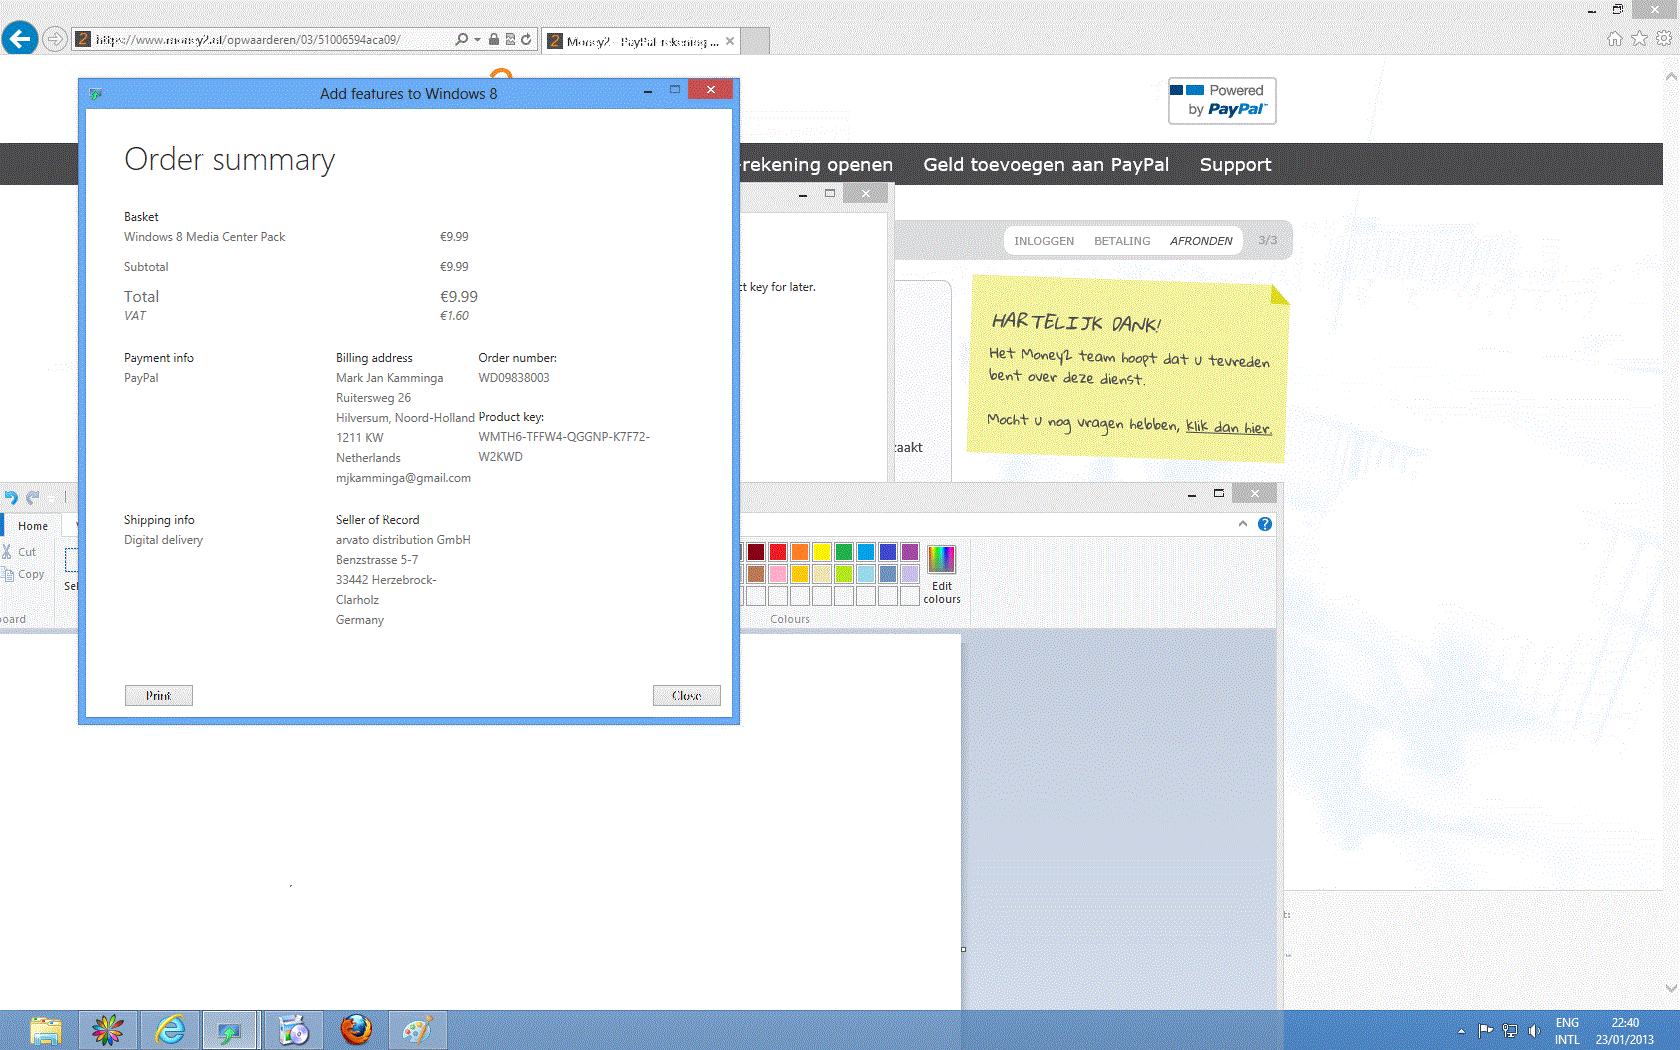 https://www.money2.nl/opwaarderen/03/51006594aca09/
Money2 - PayPal-rekening ...
Powered
by PayPal™
-rekening openen Geld toevoegen aan PayPal Support
INLOGGEN BETALING AFRONDEN 3/3
HARTELIJK DANK!
Het Money2 team hoopt dat u tevreden
bent over deze dienst.
Mocht u nog vragen hebben, klik dan hier.
ct key for later.
zaakt
Add features to Windows 8
Order summary
Basket
Windows 8 Media Center Pack €9.99
Subtotal €9.99
Total €9.99
VAT €1.60
Payment info
PayPal
Billing address
Mark Jan Kamminga
Ruitersweg 26
Hilversum, Noord-Holland
1211 KW
Netherlands
mjkamminga@gmail.com
Order number:
WD09838003
Product key:
WMTH6-TFFW4-QGGNP-K7F72-
W2KWD
Shipping info
Digital delivery
Seller of Record
arvato distribution GmbH
Benzstrasse 5-7
33442 Herzebrock-
Clarholz
Germany
Print Close
Home
Cut
Copy
Sel
oard
Edit
colours
Colours
ENG
INTL
22:40
23/01/2013